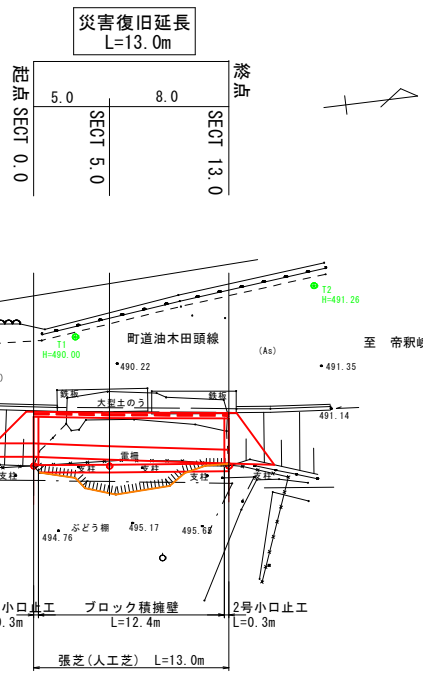 災害復旧延長
L=13.0m
起点
終点
5.0
8.0
SECT 0.0
SECT 5.0
SECT 13.0
T2
H=491.26
町道油木田頭線
T1
H=490.00
(As)
至 帝釈峡
490.22
491.35
鉄板
鉄板
大型土のう
491.14
雷柵
支柱
支柱
支柱
支柱
支柱
ぶどう棚
494.76
495.17
495.68
小口止工
0.3m
ブロック積擁壁
L=12.4m
2号小口止工
L=0.3m
張芝(人工芝) L=13.0m